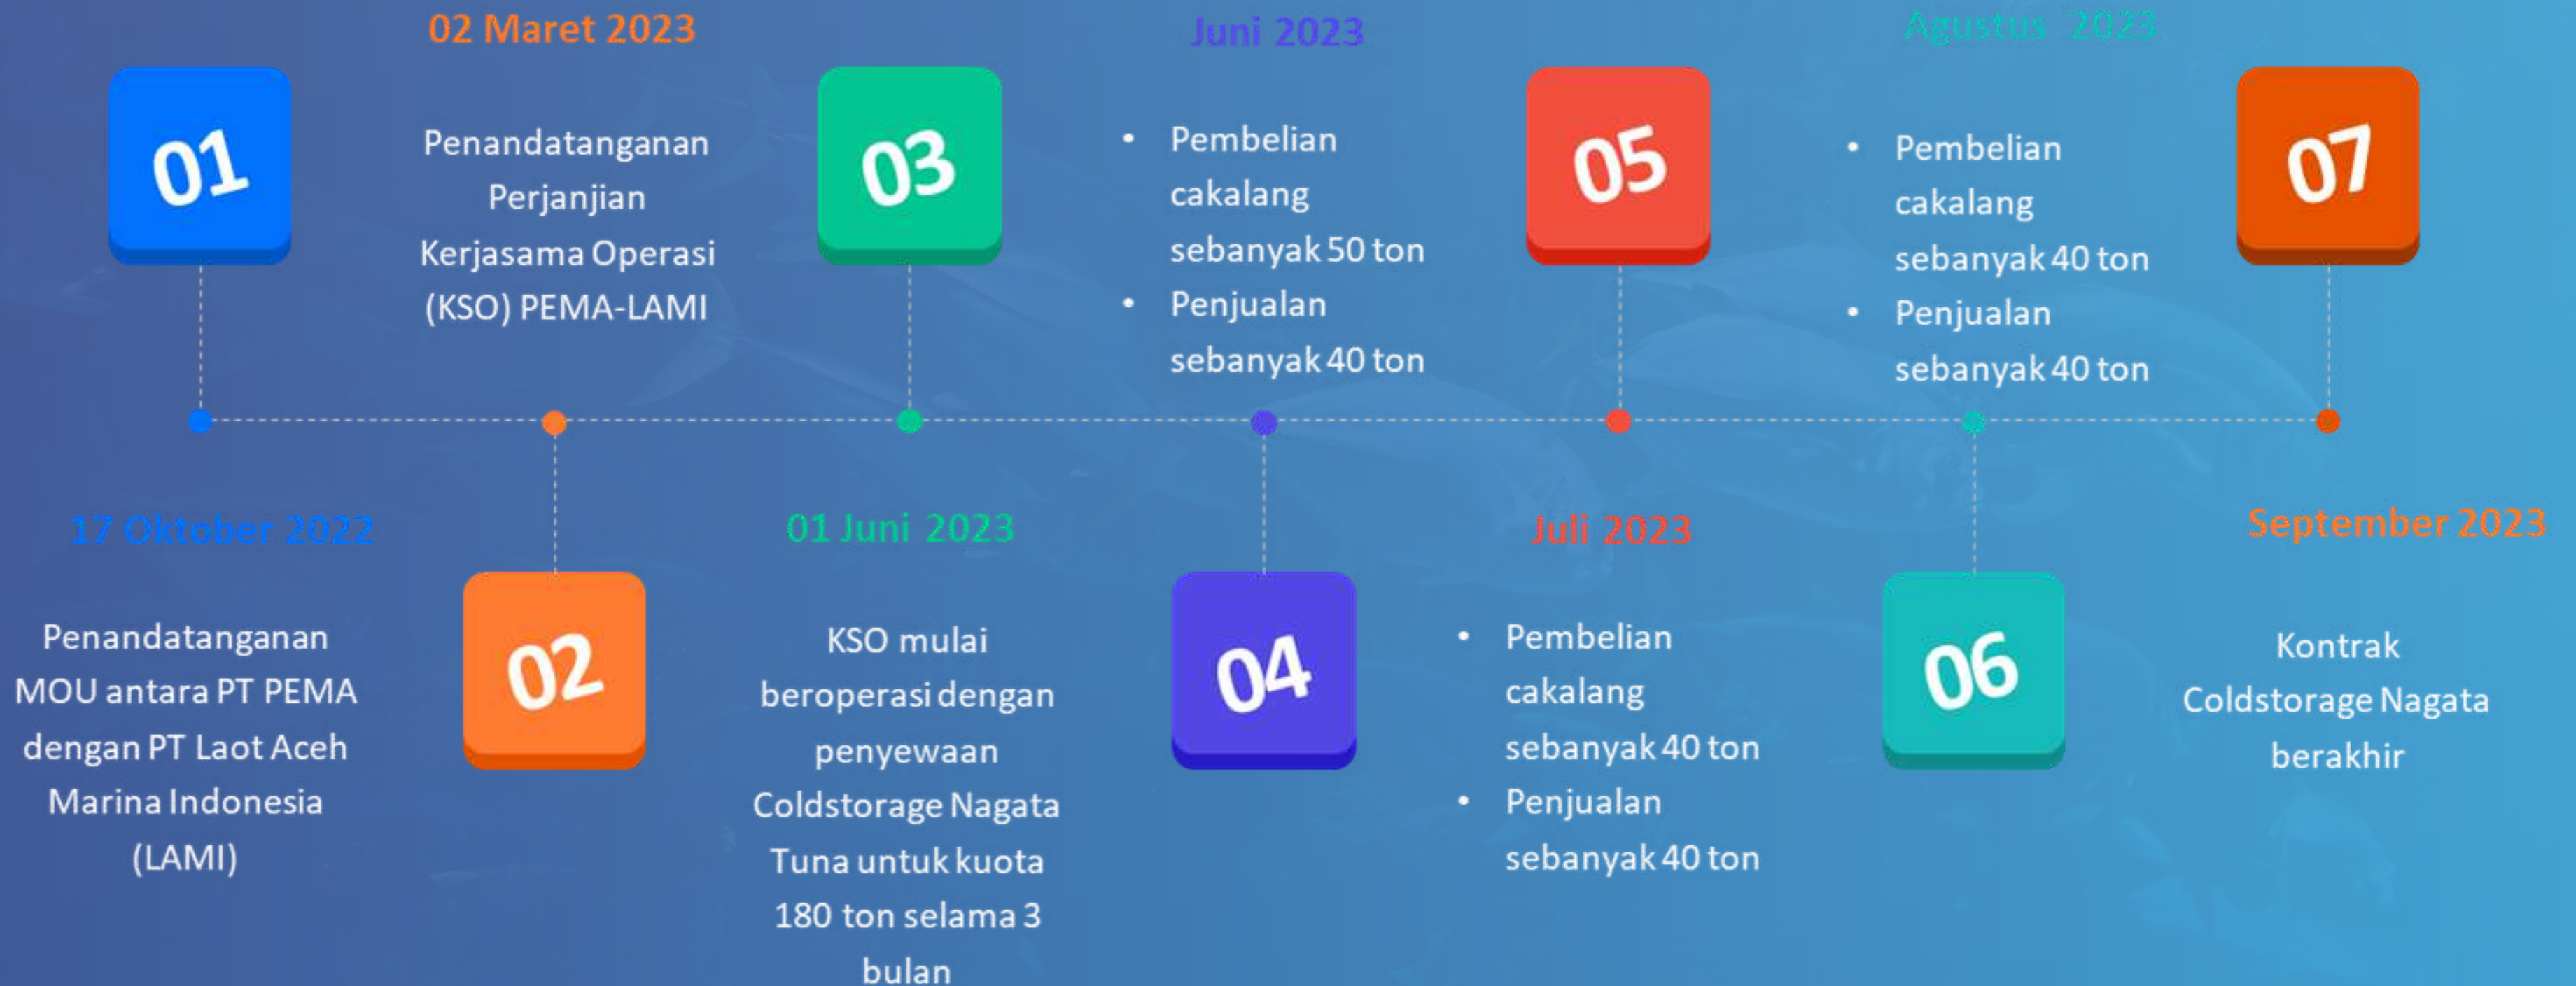 01
17 Oktober 2022
Penandatanganan
MOU antara PT PEMA
dengan PT Laot Aceh
Marina Indonesia
(LAMI)
02 Maret 2023
Penandatanganan
Perjanjian
Kerjasama Operasi
(KSO) PEMA-LAMI
02
03
01 Juni 2023
KSO mulai
beroperasi dengan
penyewaan
Coldstorage Nagata
Tuna untuk kuota
180 ton selama 3
bulan
Juni 2023
• Pembelian
cakalang
sebanyak 50 ton
• Penjualan
sebanyak 40 ton
04
05
Juli 2023
• Pembelian
cakalang
sebanyak 40 ton
• Penjualan
sebanyak 40 ton
Agustus 2023
• Pembelian
cakalang
sebanyak 40 ton
• Penjualan
sebanyak 40 ton
06
07
September 2023
Kontrak
Coldstorage Nagata
berakhir